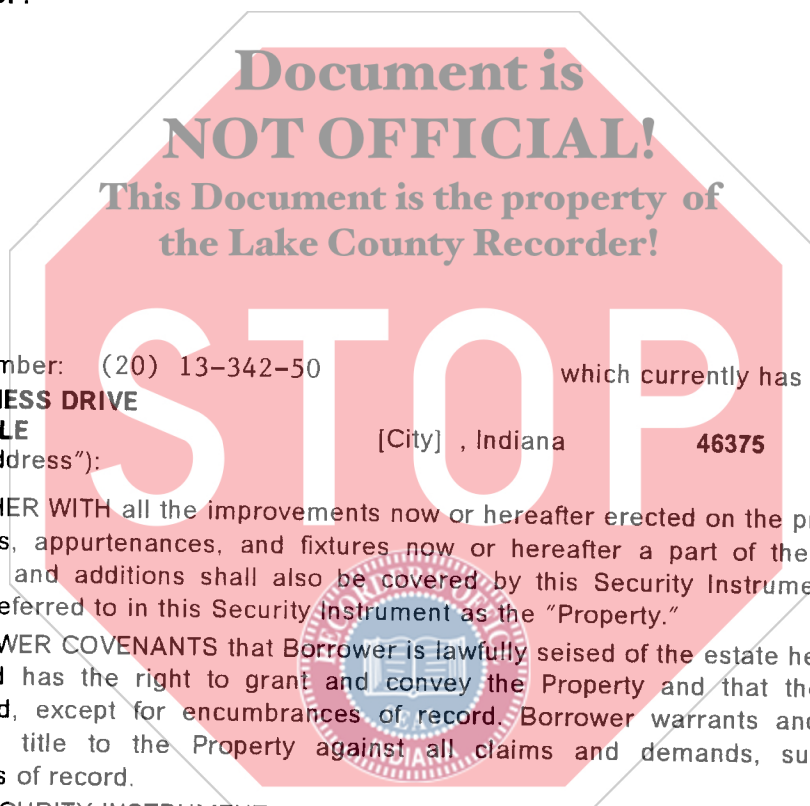 Document is
NOT OFFICIAL!
This Document is the property of
the Lake County Recorder!
STOP
mber: (20) 13-342-50 which currently has
ESS DRIVE
LE [City] , Indiana 46375
ddress"):
HER WITH all the improvements now or hereafter erected on the p
s, appurtenances, and fixtures now or hereafter a part of the
and additions shall also be covered by this Security Instrume
eferred to in this Security Instrument as the "Property."
WER COVENANTS that Borrower is lawfully seised of the estate he
d has the right to grant and convey the Property and that the
d, except for encumbrances of record. Borrower warrants and
title to the Property against all claims and demands, su
s of record.